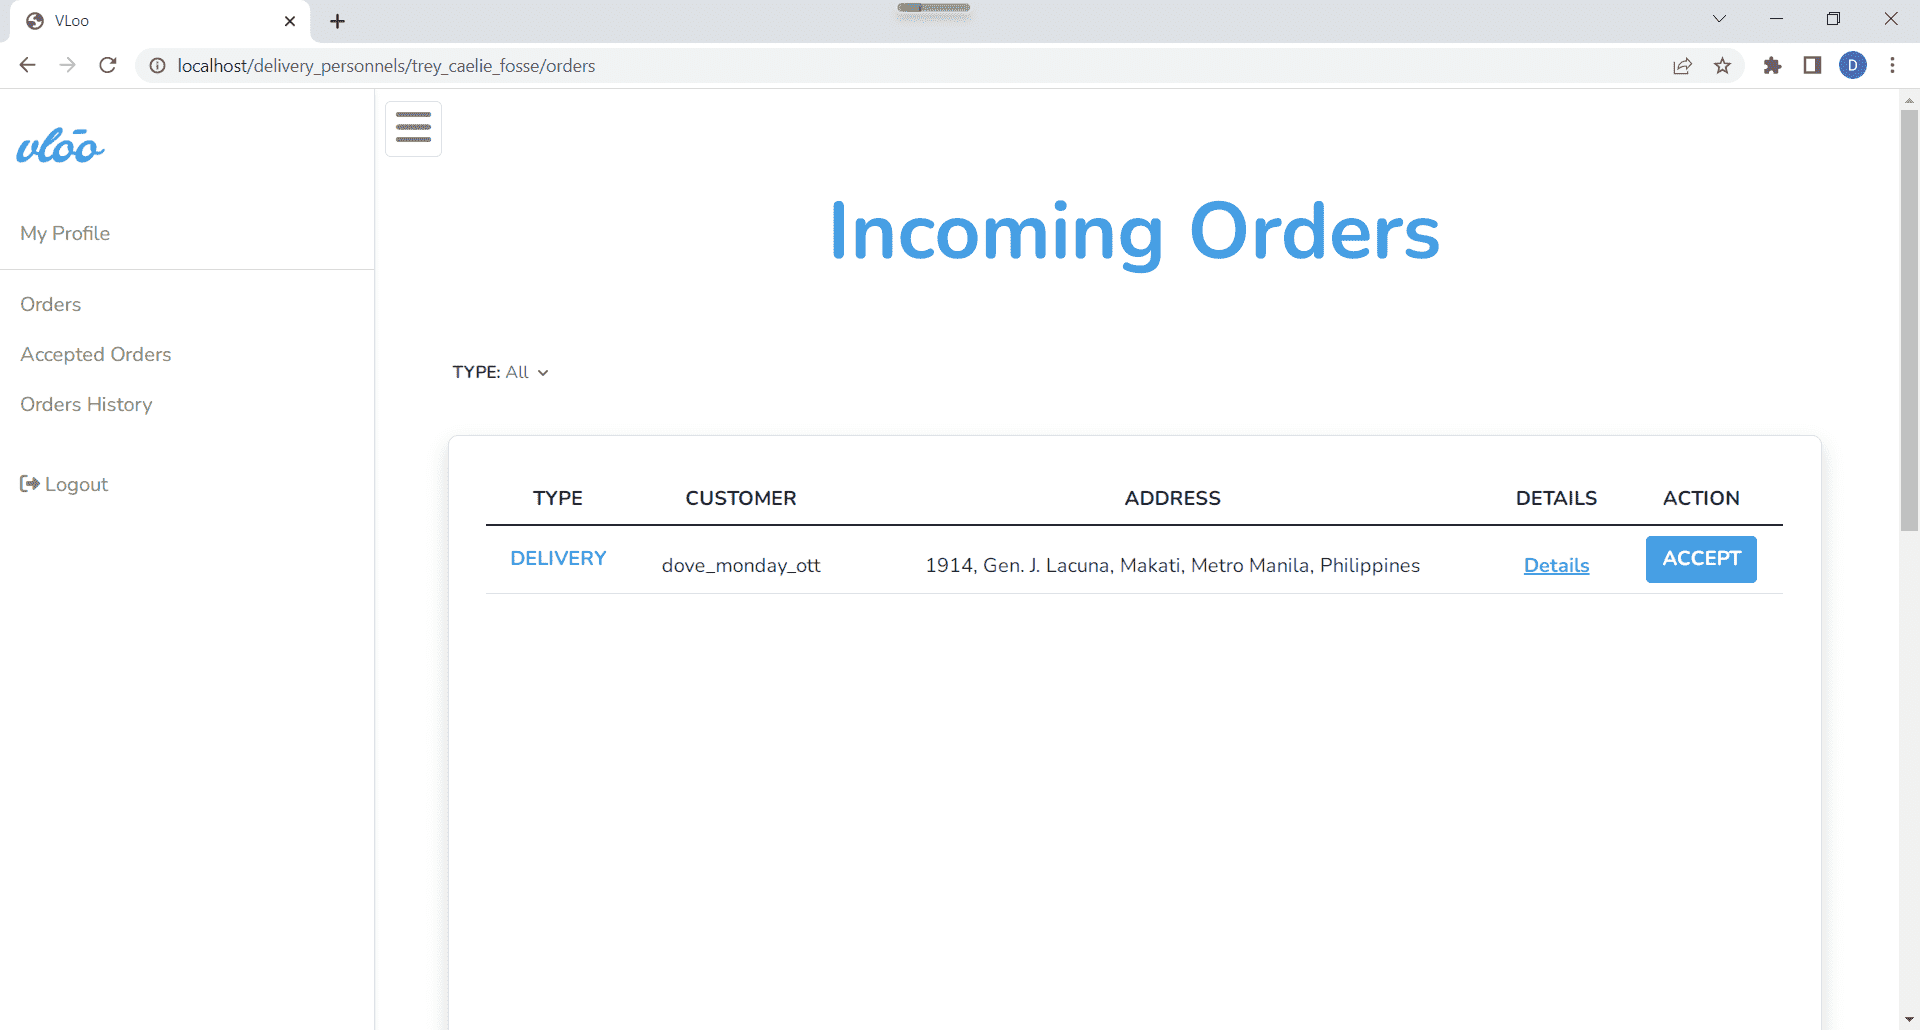 VLoo
localhost/delivery_personnels/trey_caelie_fosse/orders
D
vloo
My Profile
Orders
Accepted Orders
Orders History
Logout
Incoming Orders
TYPE: All
TYPE CUSTOMER ADDRESS DETAILS ACTION
DELIVERY dove_monday_ott 1914, Gen. J. Lacuna, Makati, Metro Manila, Philippines Details ACCEPT